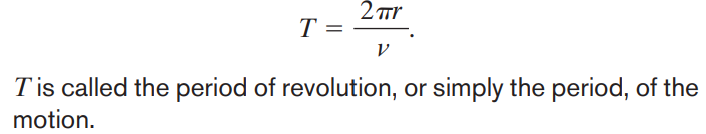 T = 2πr / ν.
T is called the period of revolution, or simply the period, of the
motion.